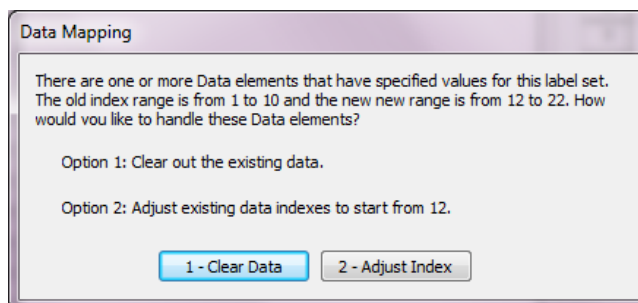 Data Mapping
There are one or more Data elements that have specified values for this label set.
The old index range is from 1 to 10 and the new new range is from 12 to 22. How
would you like to handle these Data elements?
Option 1: Clear out the existing data.
Option 2: Adjust existing data indexes to start from 12.
1 - Clear Data 2 - Adjust Index